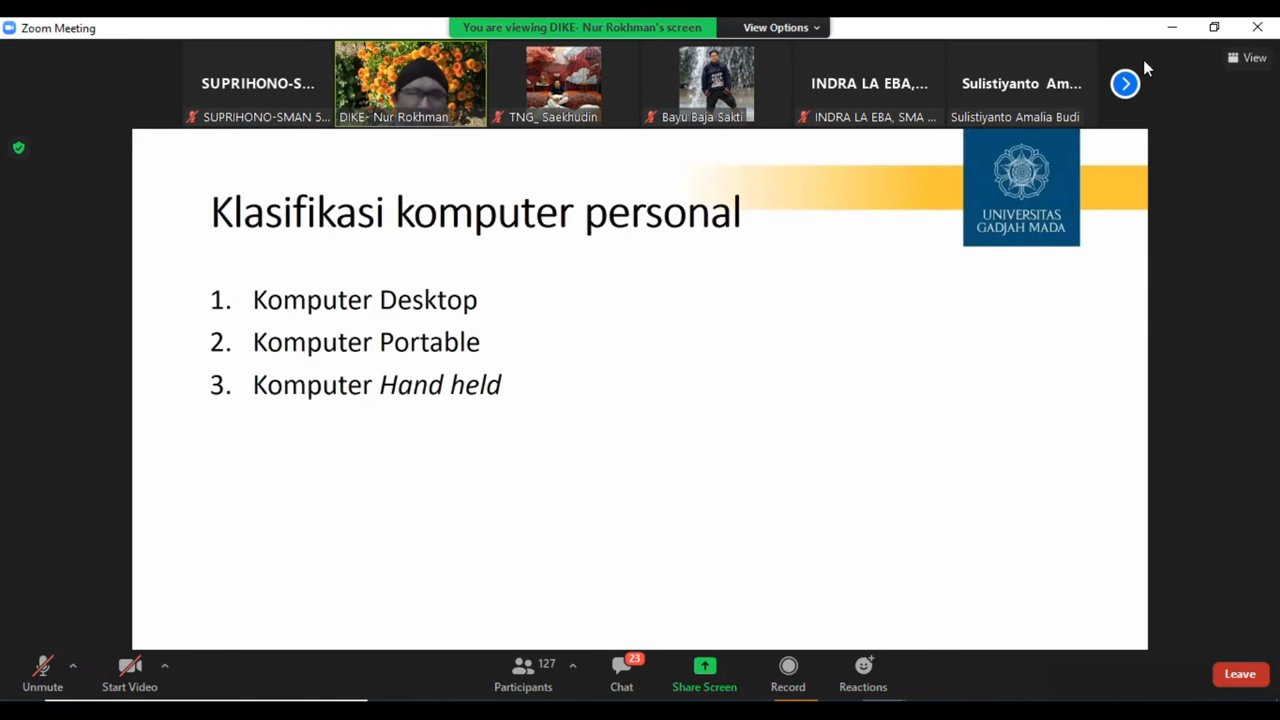 Zoom Meeting
You are viewing DIKE- Nur Rokhman's screen
View Options
View
SUPRIHONO-S...
INDRA LA EBA,...
Sulistiyanto Am...
SUPRIHONO-SMAN 5...
DIKE- Nur Rokhman
TNG_ Saekhudin
Bayu Baja Sakti
INDRA LA EBA, SMA ...
Sulistiyanto Amalia Budi
UNIVERSITAS
GADJAH MADA
Klasifikasi komputer personal
1. Komputer Desktop
2. Komputer Portable
3. Komputer Hand held
Unmute
Start Video
127
Participants
23
Chat
Share Screen
Record
Reactions
Leave